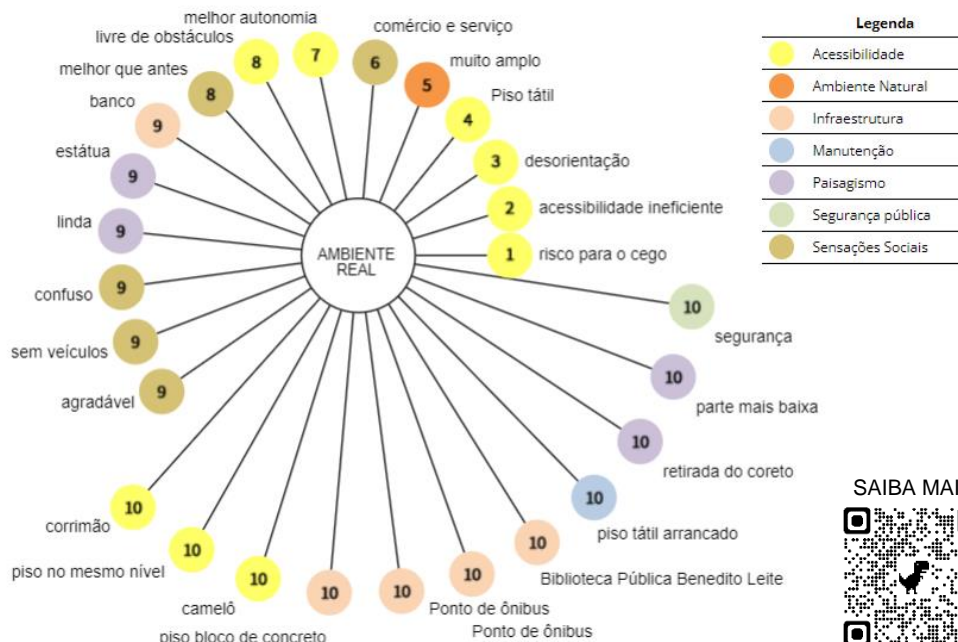 melhor autonomia
livre de obstáculos
melhor que antes
banco
estátua
linda
confuso
sem veículos
agradável
corrimão
piso no mesmo nível
camelô
piso bloco de concreto
Ponto de ônibus
Ponto de ônibus
Biblioteca Pública Benedito Leite
piso tátil arrancado
retirada do coreto
parte mais baixa
segurança
risco para o cego
acessibilidade ineficiente
desorientação
Piso tátil
muito amplo
comércio e serviço
7
8
8
9
9
9
9
9
9
10
10
10
10
10
10
10
10
10
10
10
1
2
3
4
5
6
AMBIENTE
REAL
Legenda
Acessibilidade
Ambiente Natural
Infraestrutura
Manutenção
Paisagismo
Segurança pública
Sensações Sociais
SAIBA MAI